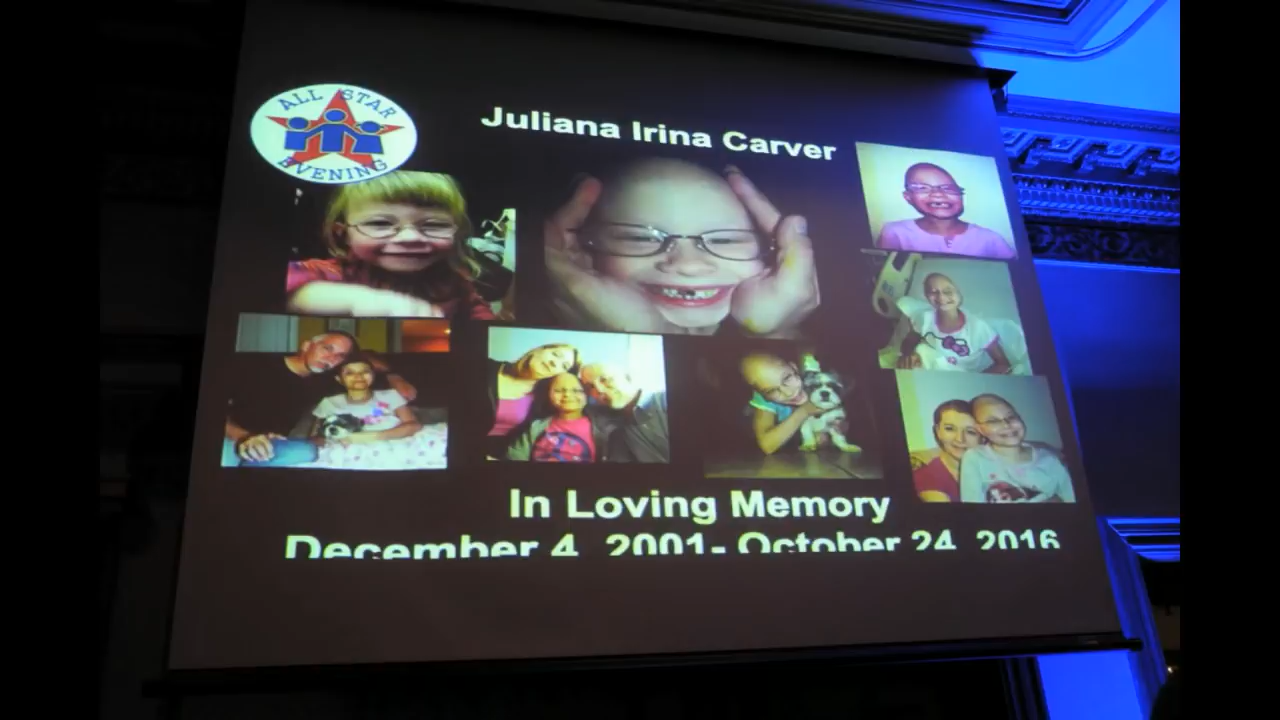 ALL STAR
EVENING
Juliana Irina Carver
In Loving Memory
December 4, 2001- October 24, 2016